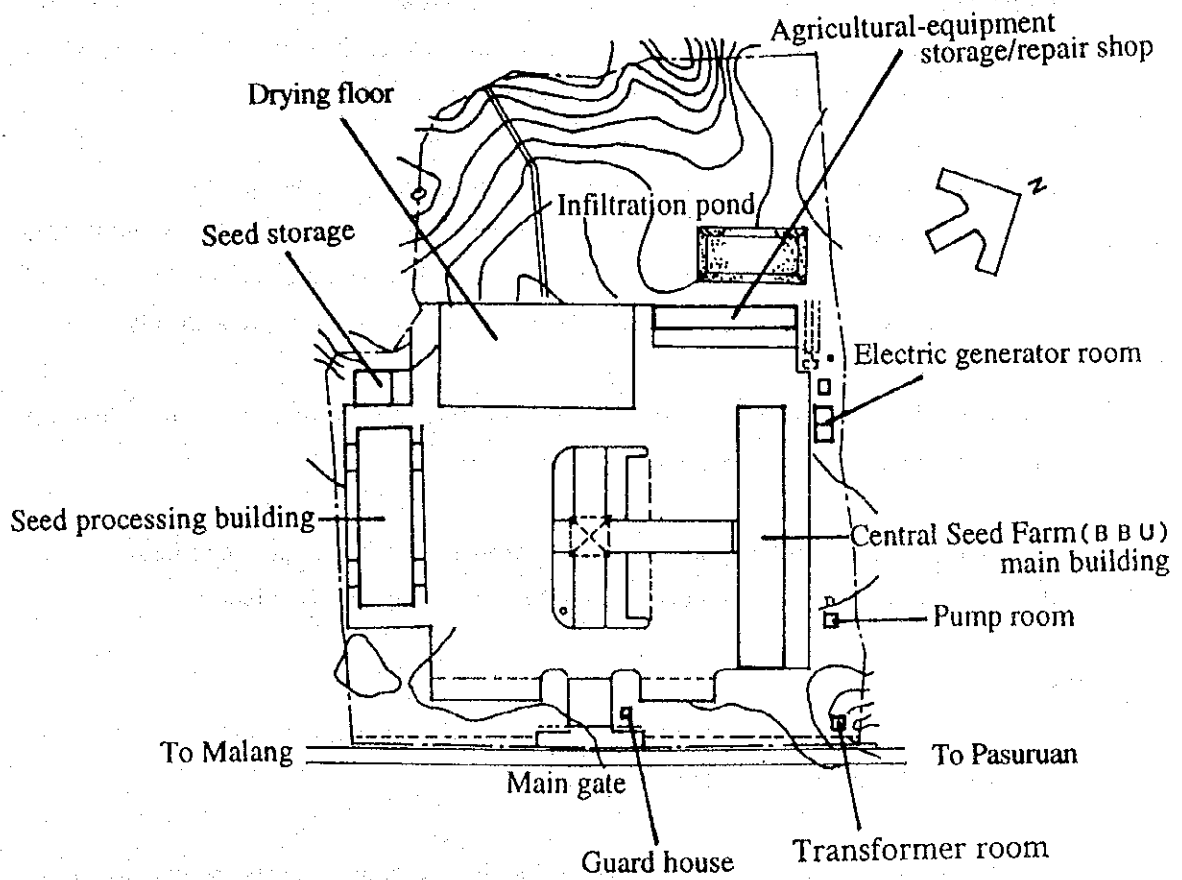 Agricultural-equipment
storage/repair shop
Drying floor
N
Infiltration pond
Seed storage
Electric generator room
Seed processing building
Central Seed Farm (B B U)
main building
Pump room
To Malang
To Pasuruan
Main gate
Guard house
Transformer room